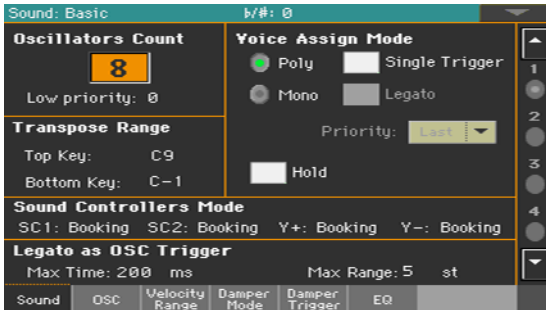 Sound: Basic b/#: 0
Oscillators Count
8
Low priority: 0
Transpose Range
Top Key: C9
Bottom Key: C-1
Voice Assign Mode
Poly Single Trigger
Mono Legato
Priority: Last
Hold
Sound Controllers Mode
SC1: Booking SC2: Booking Y+: Booking Y-: Booking
Legato as OSC Trigger
Max Time: 200 ms Max Range: 5 st
1
2
3
4
Sound OSC Velocity Range Damper Mode Damper Trigger EQ